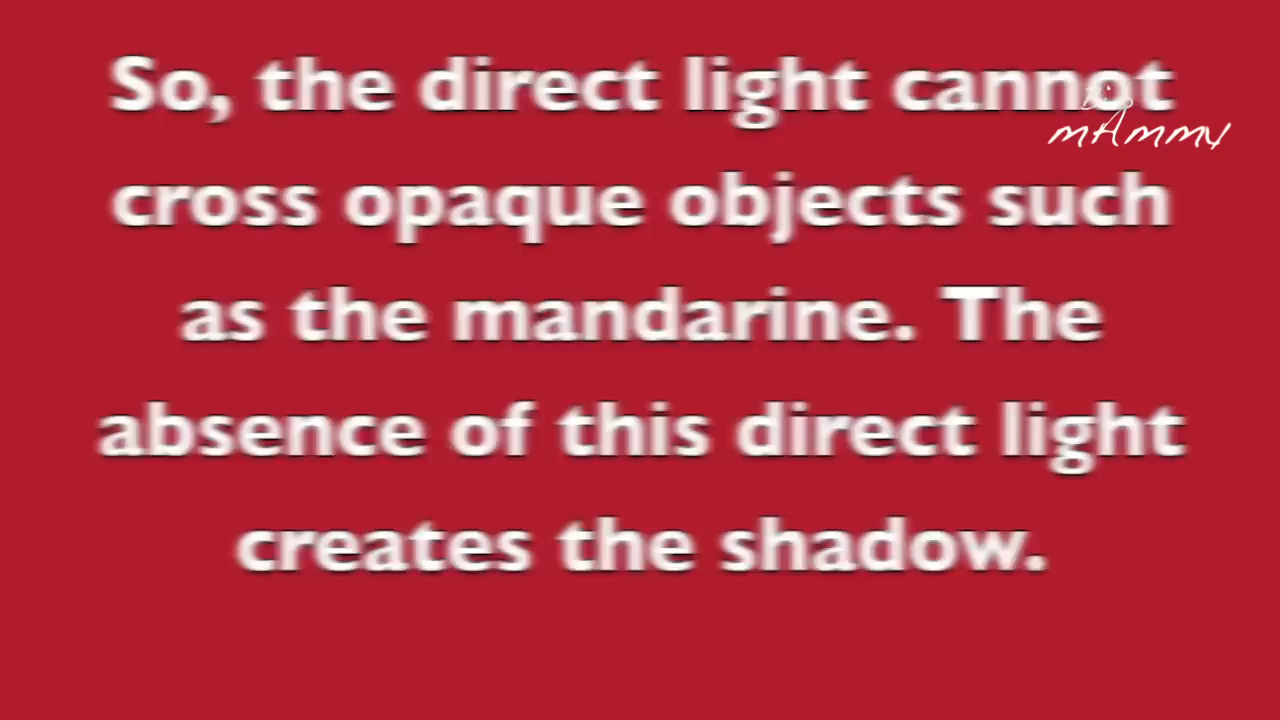 So, the direct light cannot
mAmmy
cross opaque objects such
as the mandarine. The
absence of this direct light
creates the shadow.